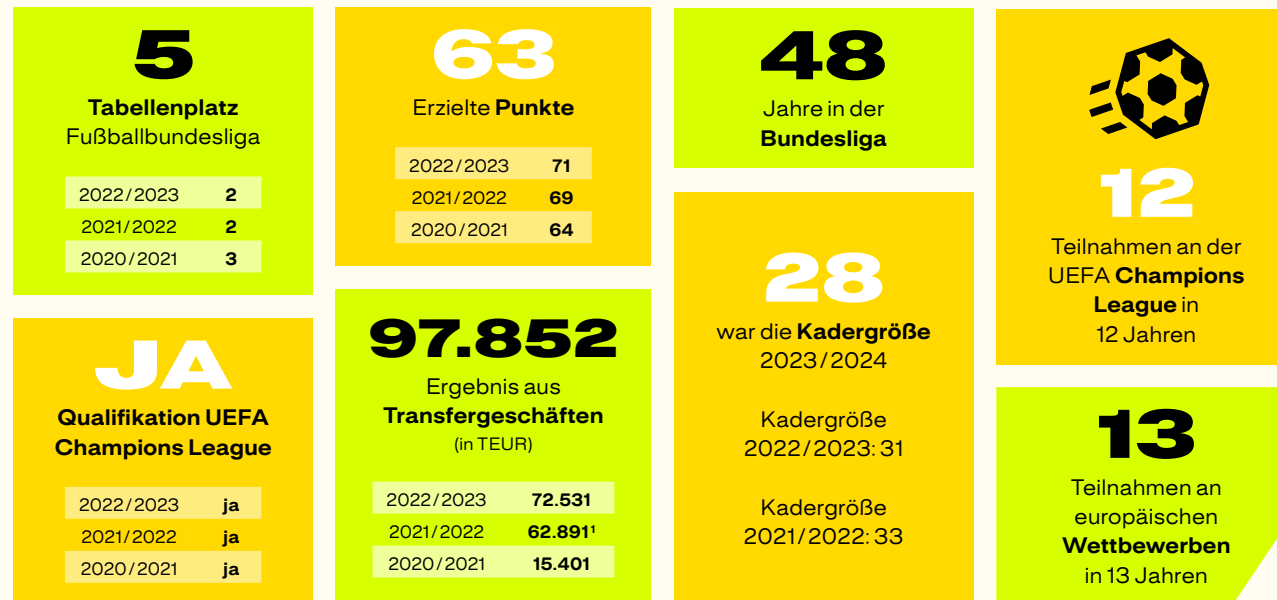 5
Tabellenplatz
Fußballbundesliga
2022/2023 2
2021/2022 2
2020/2021 3
JA
Qualifikation UEFA
Champions League
2022/2023 ja
2021/2022 ja
2020/2021 ja
63
Erzielte Punkte
2022/2023 71
2021/2022 69
2020/2021 64
97.852
Ergebnis aus
Transfergeschäften
(in TEUR)
2022/2023 72.531
2021/2022 62.891¹
2020/2021 15.401
48
Jahre in der
Bundesliga
28
war die Kadergröße
2023/2024
Kadergröße
2022/2023: 31
Kadergröße
2021/2022: 33
12
Teilnahmen an der
UEFA Champions
League in
12 Jahren
13
Teilnahmen an
europäischen
Wettbewerben
in 13 Jahren